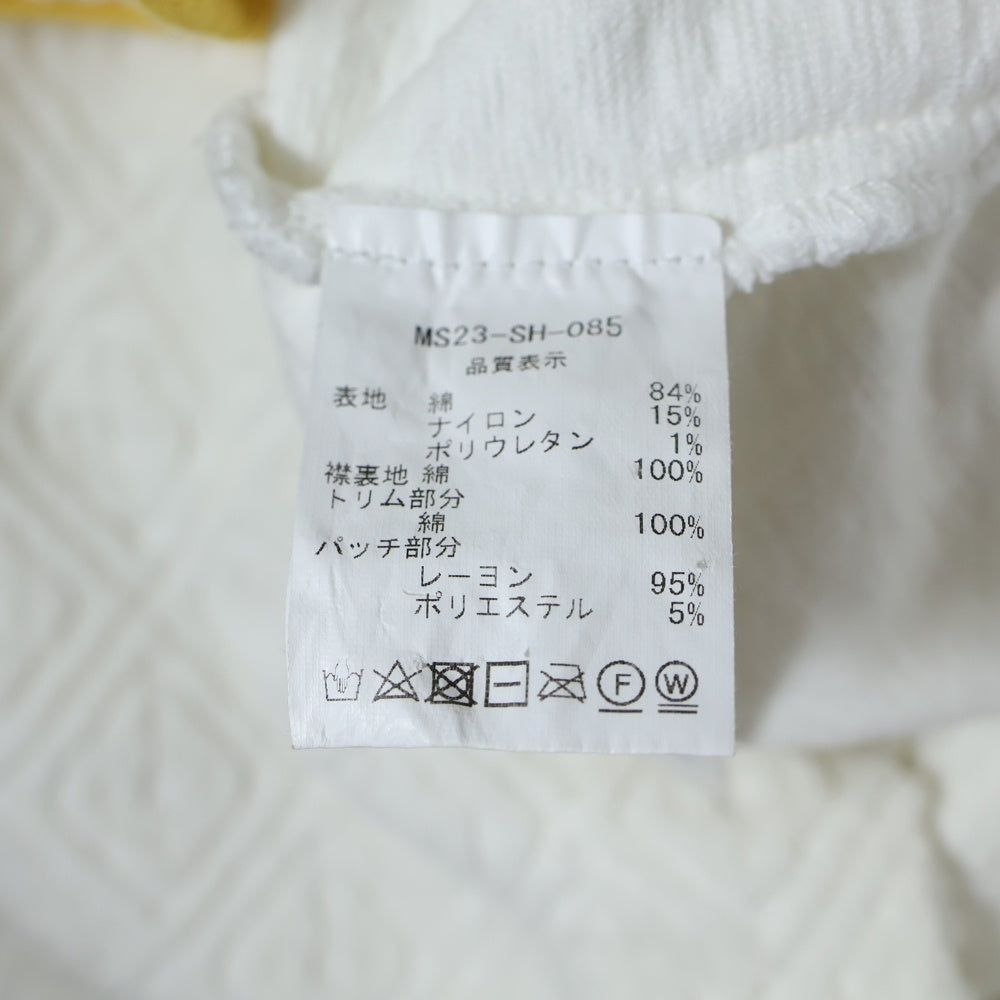 MS23-SH-085
品質表示
表地 綿 84%
ナイロン 15%
ポリウレタン 1%
襟裏地 綿 100%
トリム部分
綿 100%
パッチ部分
レーヨン 95%
ポリエステル 5%
F W